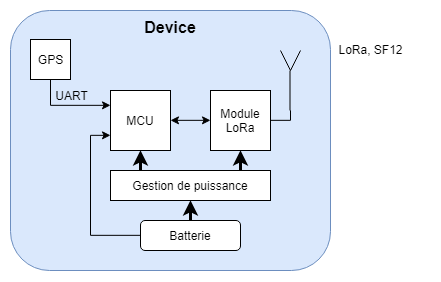 Device
LoRa, SF12
GPS
UART
MCU
Module
LoRa
Gestion de puissance
Batterie